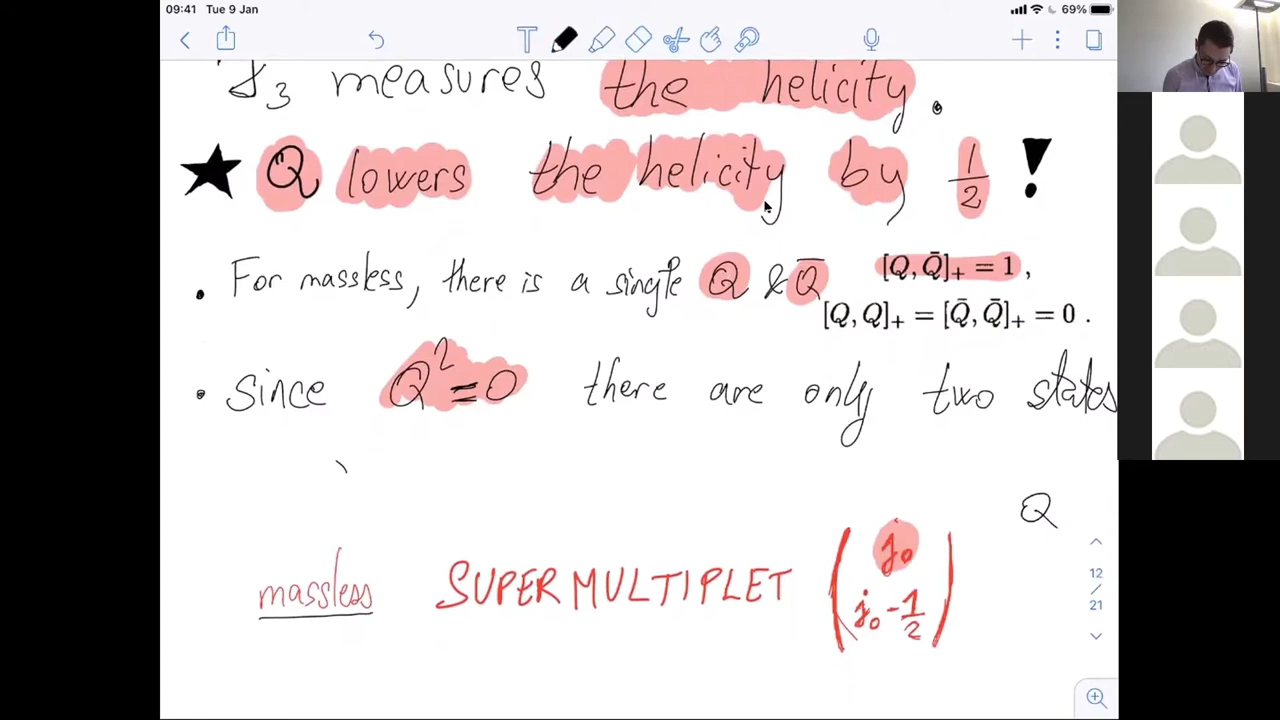 09:41 Tue 9 Jan 69%
J3 measures the helicity.
★ Q lowers the helicity by 1/2 !
• For massless, there is a single Q & Q̄ [Q, Q̄]₊ = 1 ,
[Q, Q]₊ = [Q̄, Q̄]₊ = 0 .
• Since Q² = 0 there are only two states
Q
massless SUPERMULTIPLET ( j₀
j₀ - 1/2 )
12
/
21